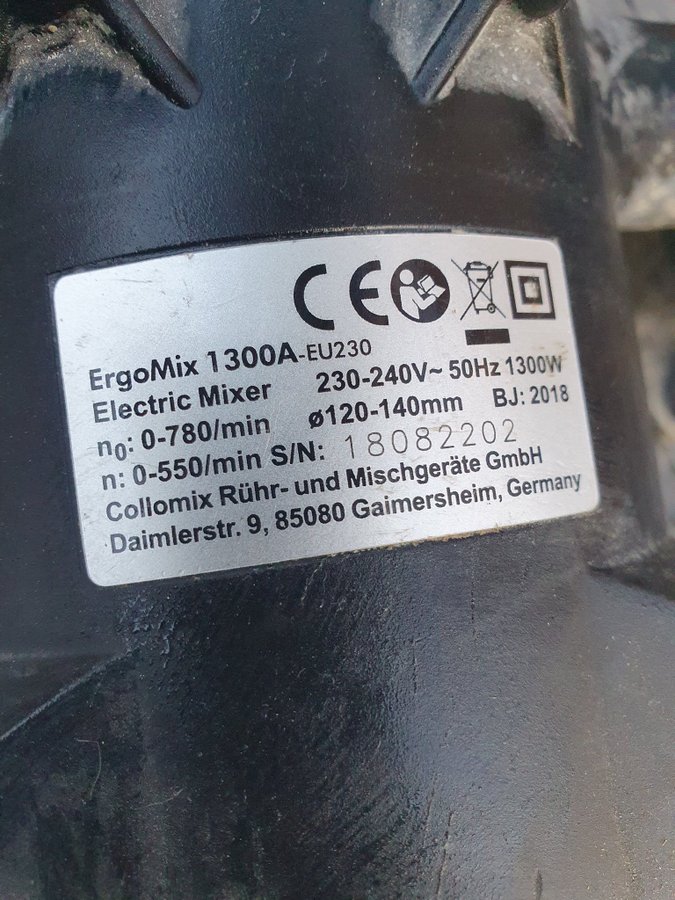 CE
ErgoMix 1300A-EU230
Electric Mixer 230-240V~ 50Hz 1300W
n₀: 0-780/min ø120-140mm BJ: 2018
n: 0-550/min S/N: 18082202
Collomix Rühr- und Mischgeräte GmbH
Daimlerstr. 9, 85080 Gaimersheim, Germany